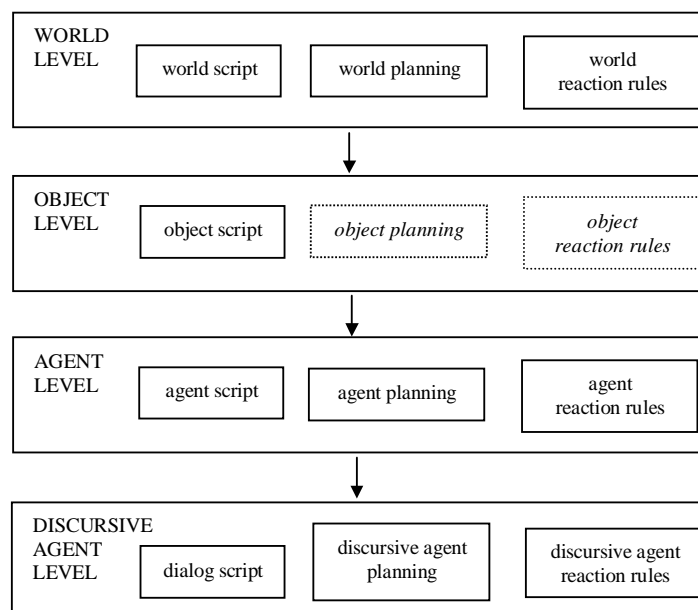 WORLD
LEVEL
world script
world planning
world
reaction rules
OBJECT
LEVEL
object script
object planning
object
reaction rules
AGENT
LEVEL
agent script
agent planning
agent
reaction rules
DISCURSIVE
AGENT
LEVEL
dialog script
discursive agent
planning
discursive agent
reaction rules